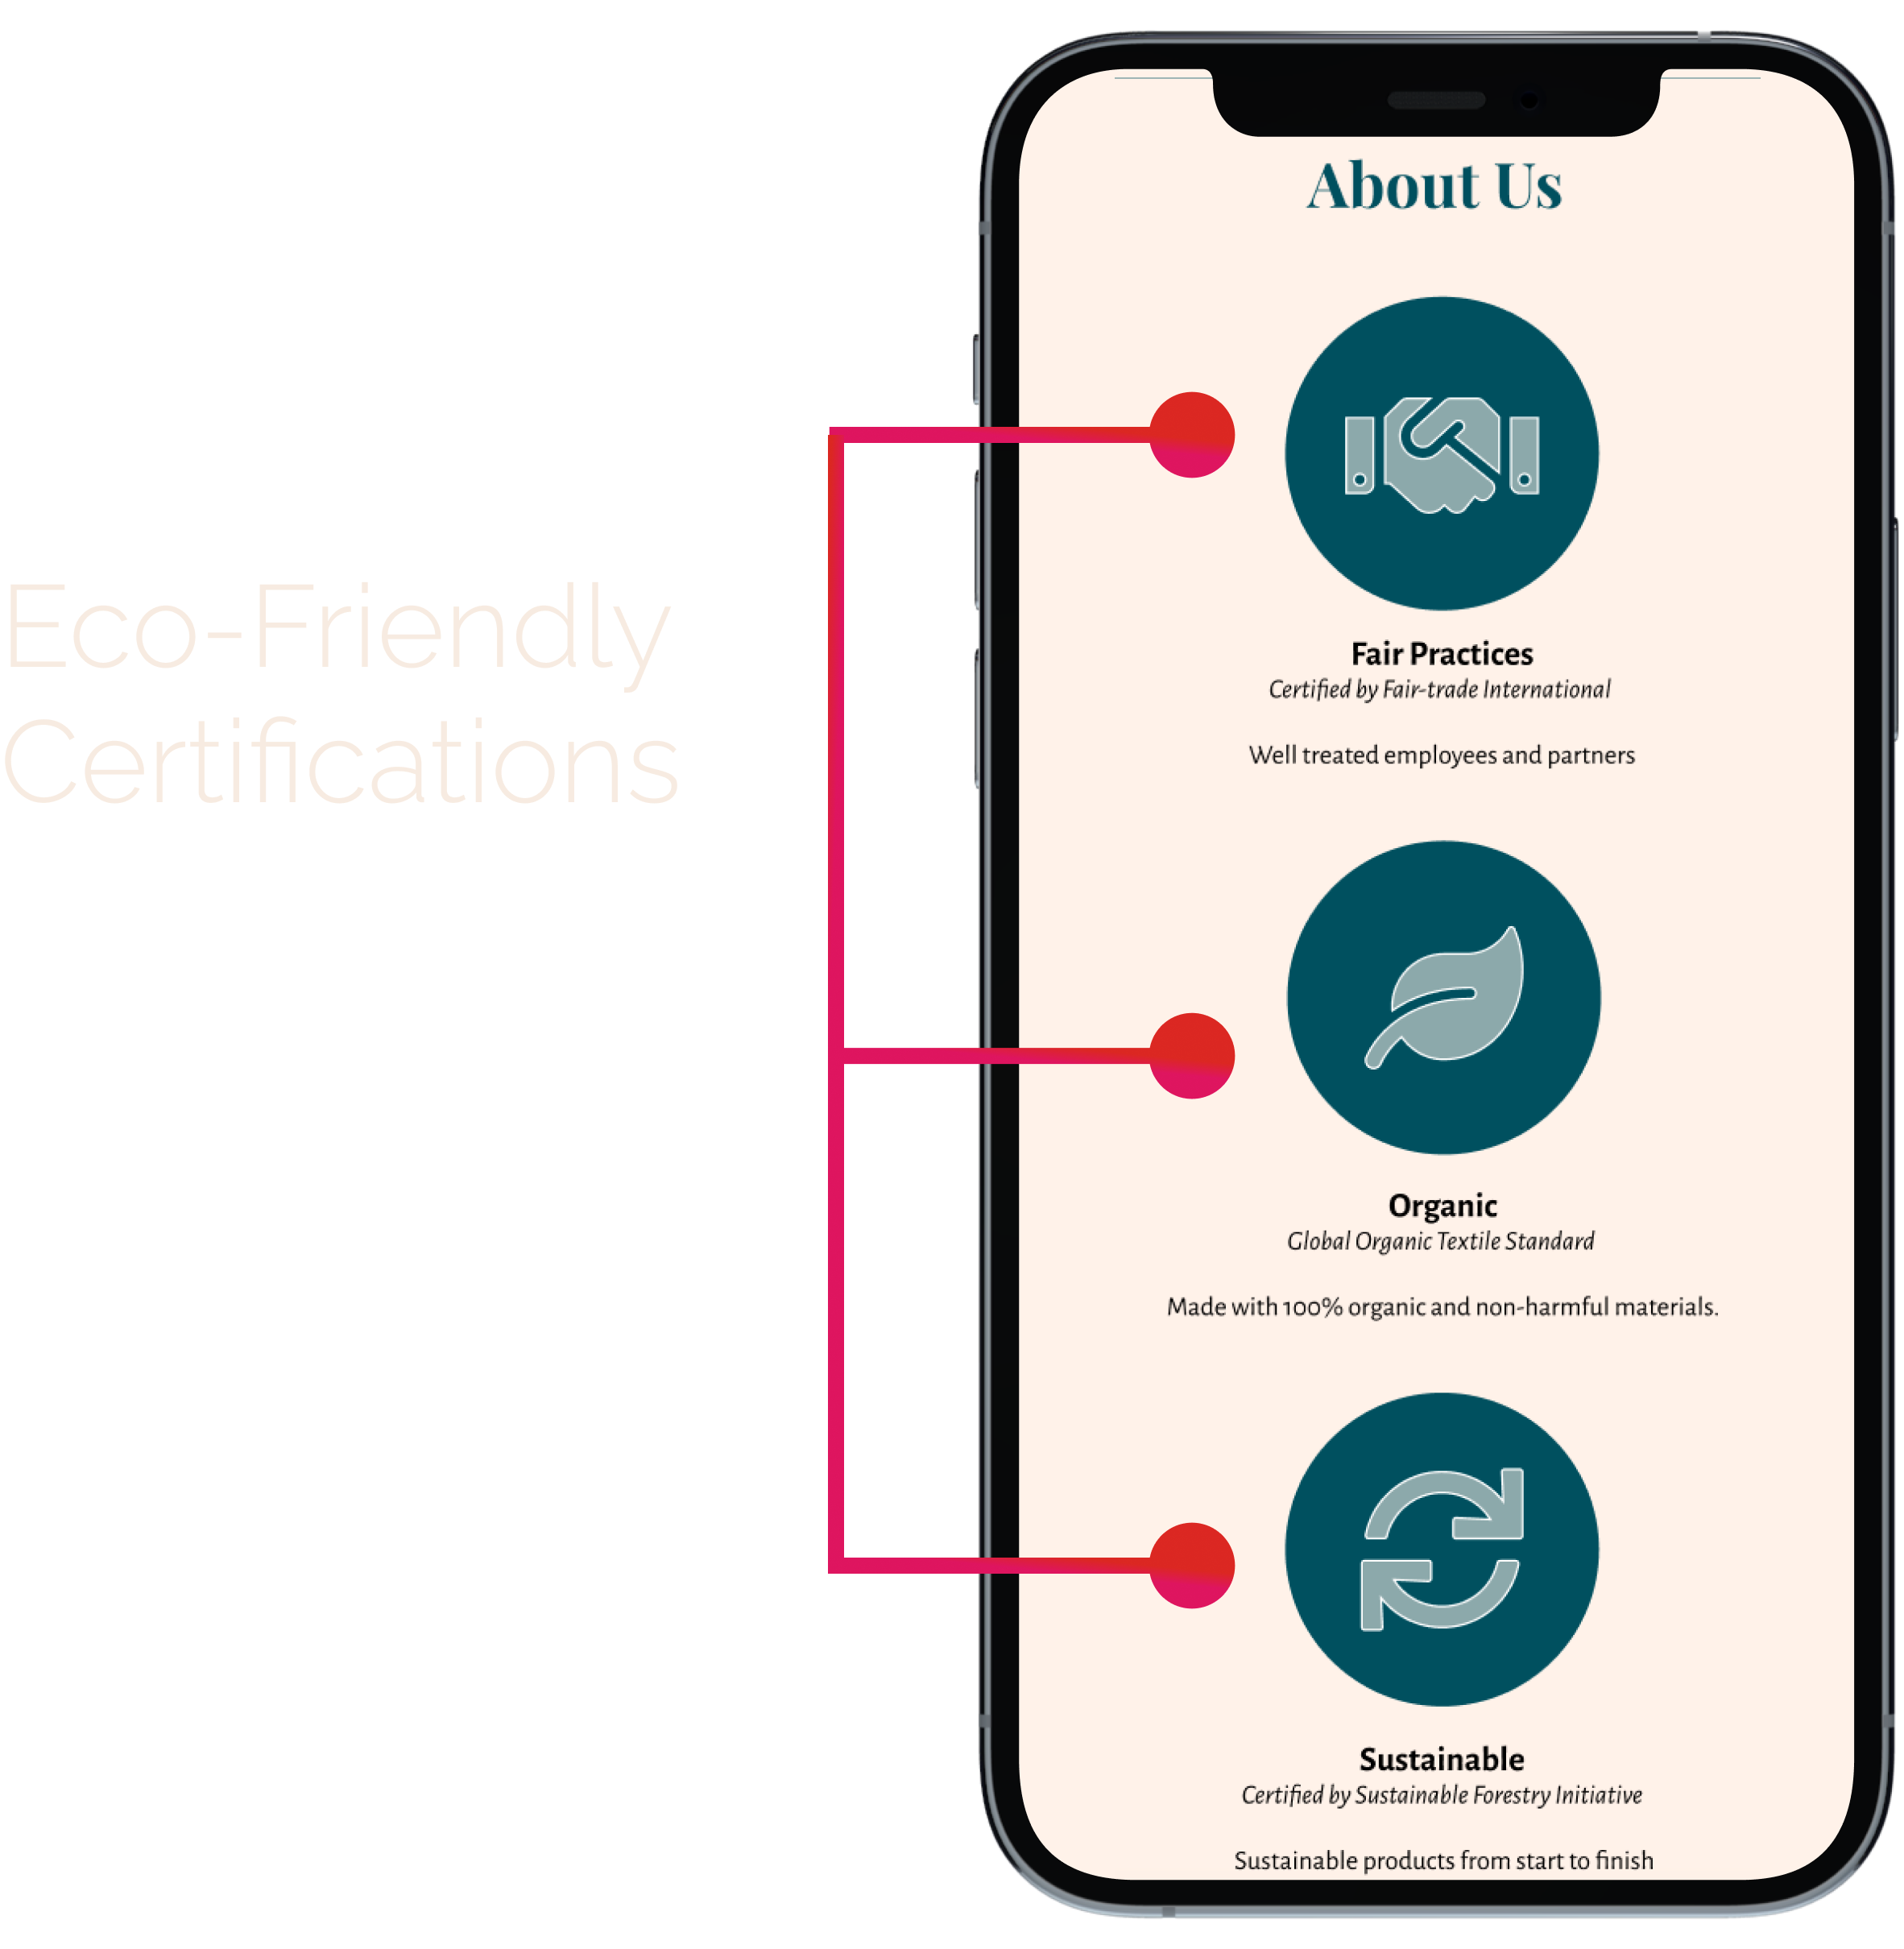 Eco-Friendly
Certifications
About Us
Fair Practices
Certified by Fair-trade International
Well treated employees and partners
Organic
Global Organic Textile Standard
Made with 100% organic and non-harmful materials.
Sustainable
Certified by Sustainable Forestry Initiative
Sustainable products from start to finish